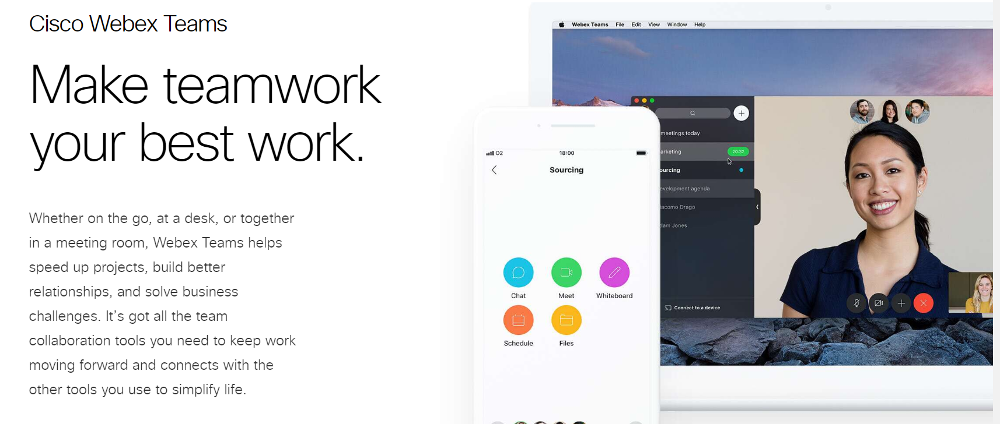 Cisco Webex Teams
Make teamwork
your best work.
Whether on the go, at a desk, or together
in a meeting room, Webex Teams helps
speed up projects, build better
relationships, and solve business
challenges. It’s got all the team
collaboration tools you need to keep work
moving forward and connects with the
other tools you use to simplify life.
Webex Teams File Edit View Window Help
meetings today
arketing 20:32
ourcing
evelopment agenda
iacomo Drago
dam Jones
Connect to a device
O2 18:00
Sourcing
Chat Meet Whiteboard
Schedule Files